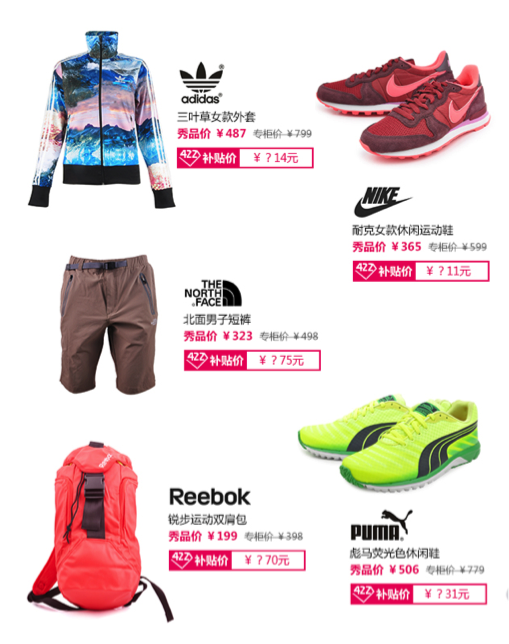 adidas
三叶草女款外套
秀品价 ¥487 专柜价 ¥799
422 补贴价 ¥ ? 14元
NIKE
耐克女款休闲运动鞋
秀品价 ¥365 专柜价 ¥599
422 补贴价 ¥ ? 11元
THE
NORTH
FACE
北面男子短裤
秀品价 ¥323 专柜价 ¥498
422 补贴价 ¥ ? 75元
Reebok
Reebok
锐步运动双肩包
秀品价 ¥199 专柜价 ¥398
422 补贴价 ¥ ? 70元
PUMA
彪马荧光色休闲鞋
秀品价 ¥506 专柜价 ¥779
422 补贴价 ¥ ? 31元